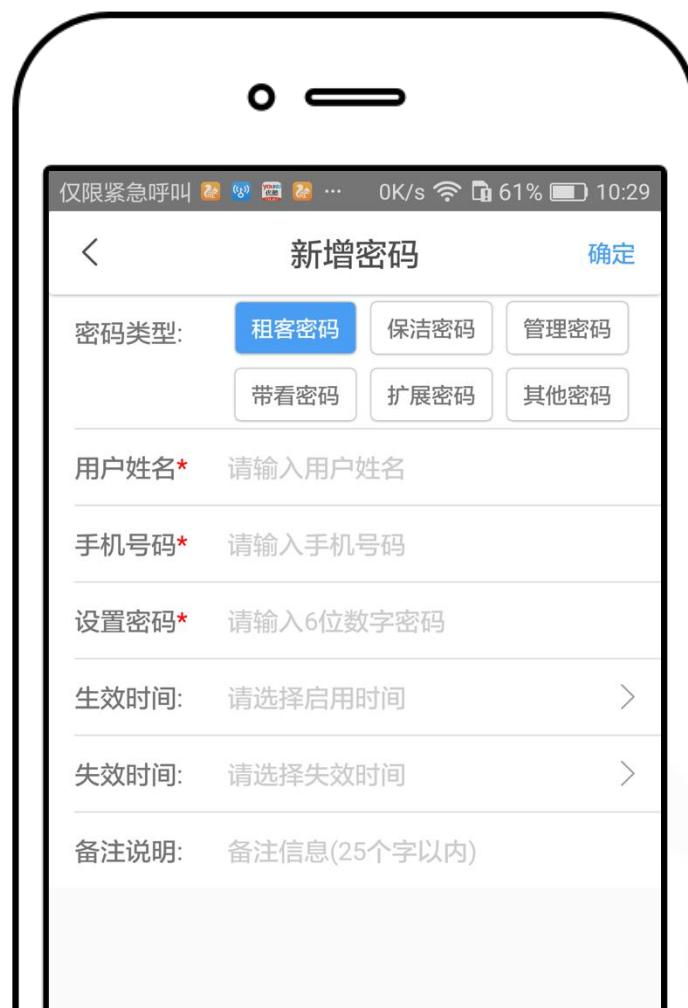 仅限紧急呼叫 ··· 0K/s 61% 10:29
新增密码 确定
密码类型: 租客密码 保洁密码 管理密码
带看密码 扩展密码 其他密码
用户姓名* 请输入用户姓名
手机号码* 请输入手机号码
设置密码* 请输入6位数字密码
生效时间: 请选择启用时间
失效时间: 请选择失效时间
备注说明: 备注信息(25个字以内)